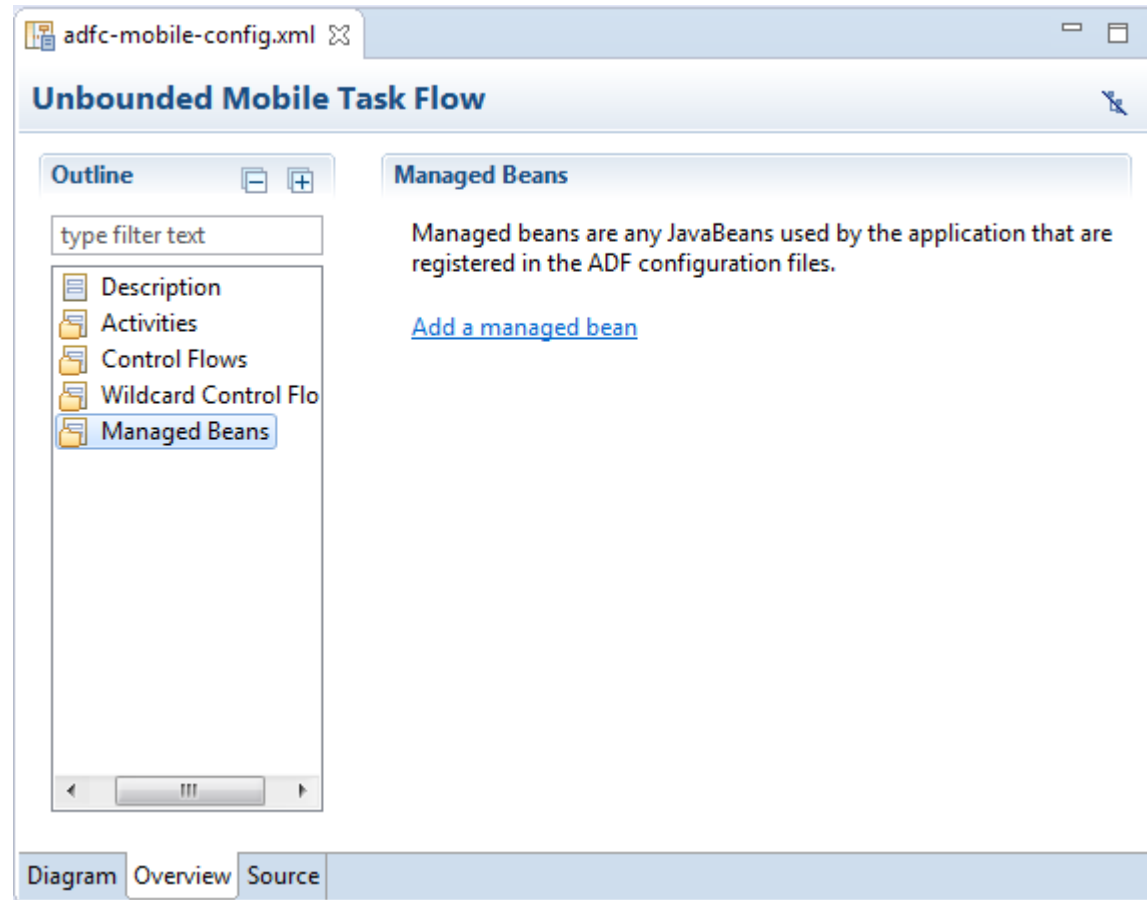 adfc-mobile-config.xml
Unbounded Mobile Task Flow
Outline
type filter text
Description
Activities
Control Flows
Wildcard Control Flo
Managed Beans
Managed Beans
Managed beans are any JavaBeans used by the application that are
registered in the ADF configuration files.
Add a managed bean
Diagram Overview Source